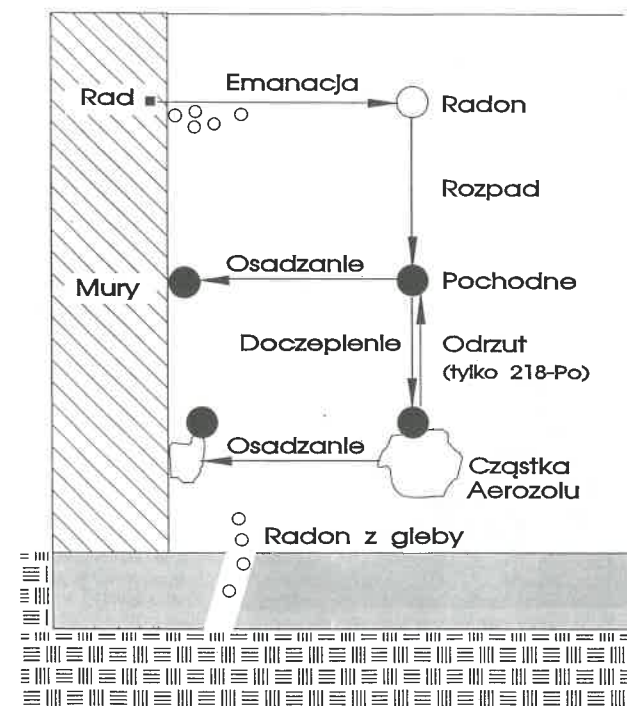 Emanacja
Rad
Radon
Rozpad
Osadzanie
Mury
Pochodne
Doczepienie
Odrzut
(tylko 218-Po)
Osadzanie
Cząstka
Aerozolu
Radon z gleby